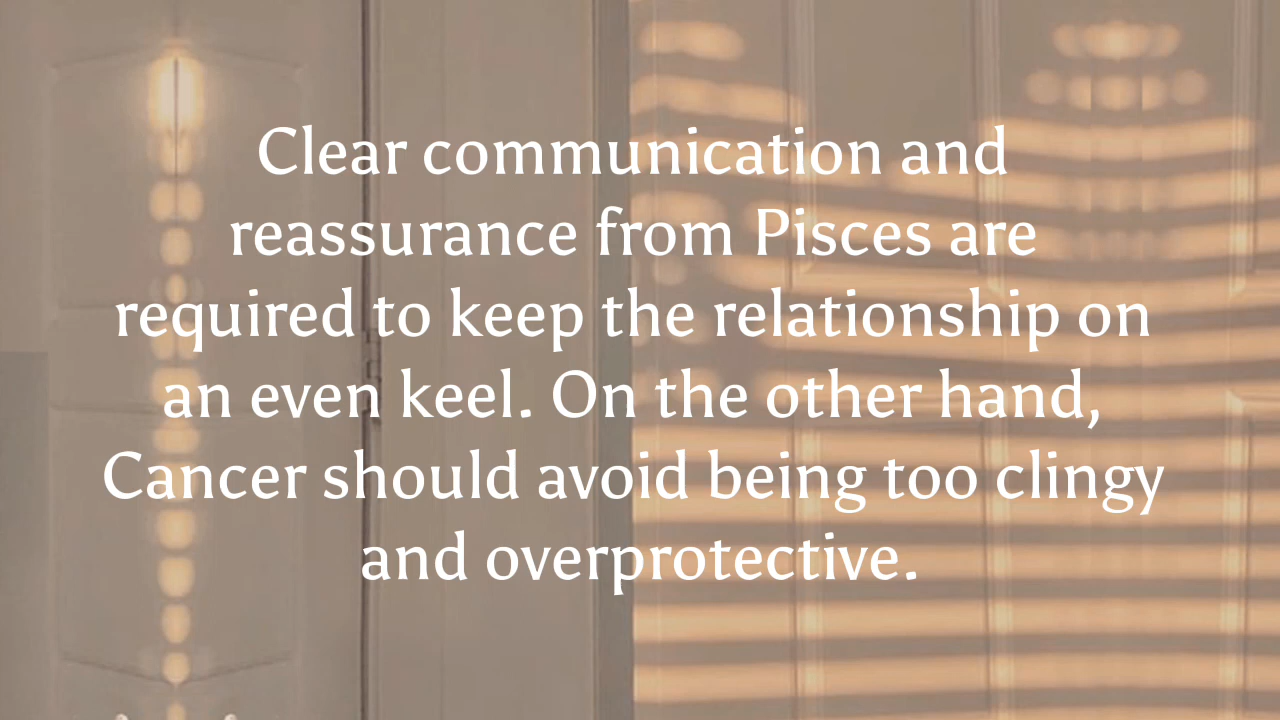 Clear communication and
reassurance from Pisces are
required to keep the relationship on
an even keel. On the other hand,
Cancer should avoid being too clingy
and overprotective.